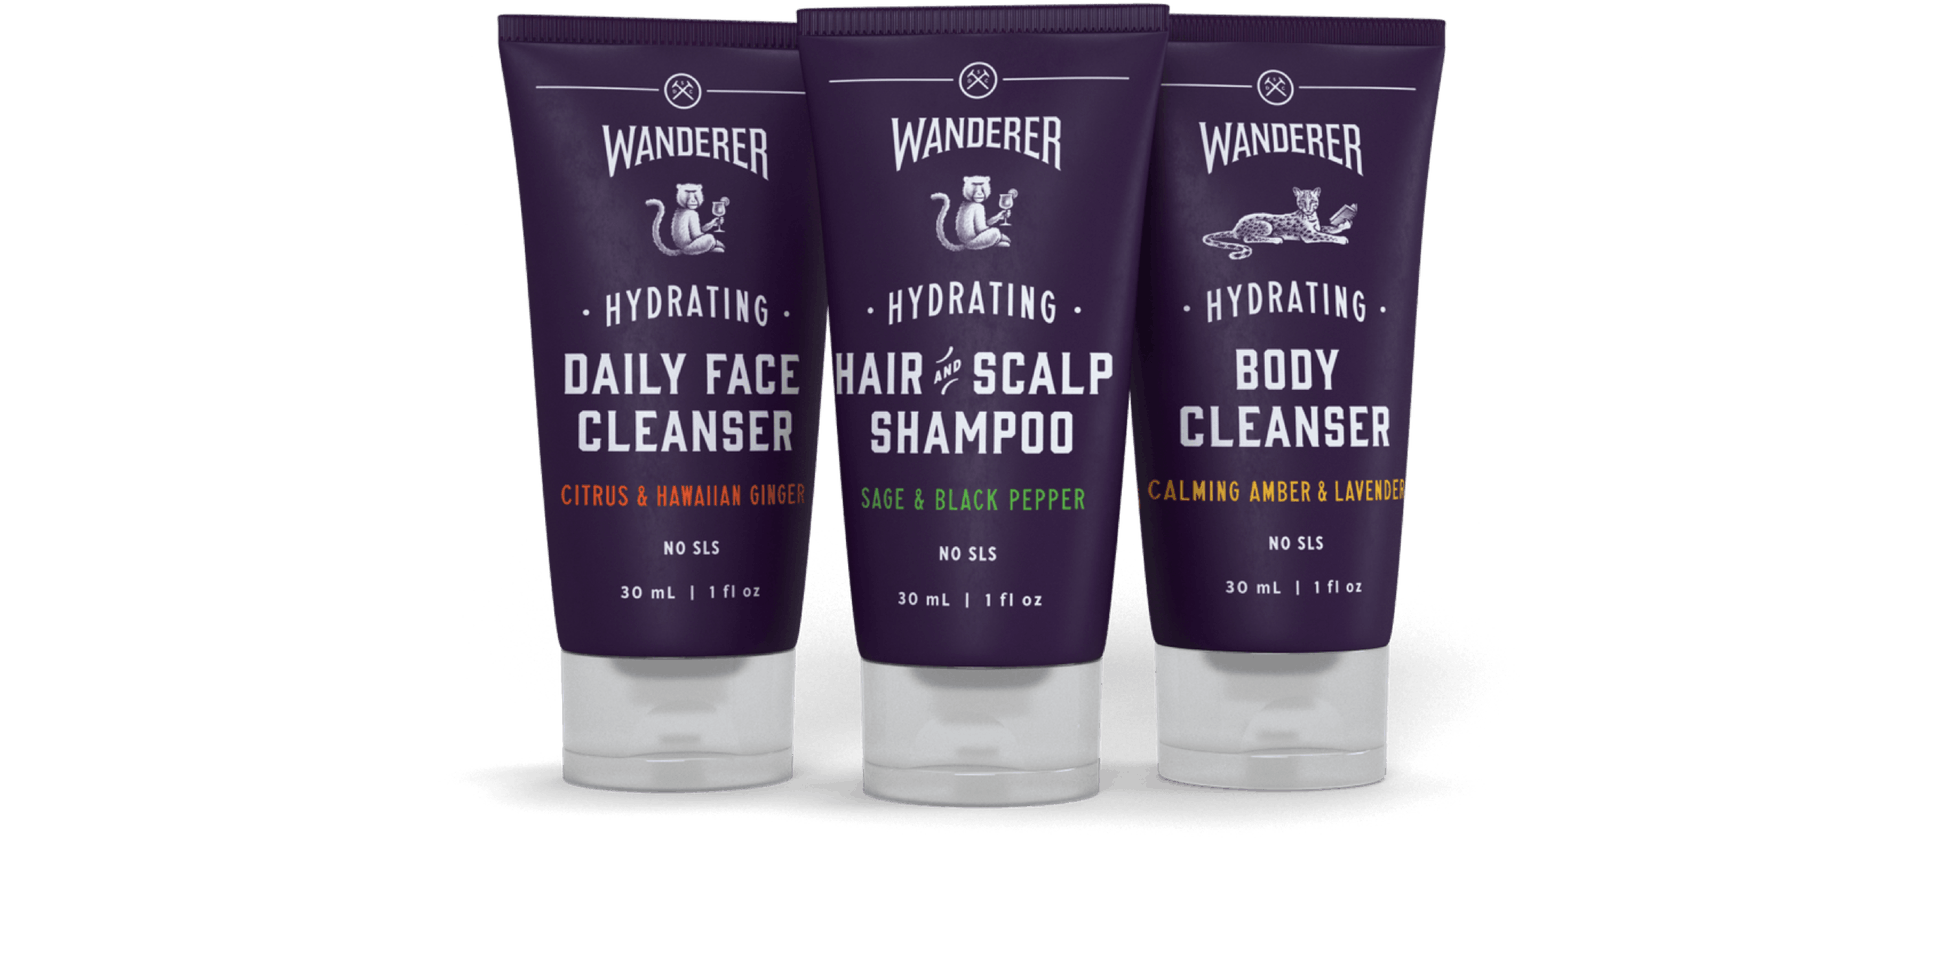 WANDERER
HYDRATING
DAILY FACE
CLEANSER
CITRUS & HAWAIIAN GINGER
NO SLS
30 mL | 1 fl oz
WANDERER
HYDRATING
HAIR AND SCALP
SHAMPOO
SAGE & BLACK PEPPER
NO SLS
30 mL | 1 fl oz
WANDERER
HYDRATING
BODY
CLEANSER
CALMING AMBER & LAVENDER
NO SLS
30 mL | 1 fl oz